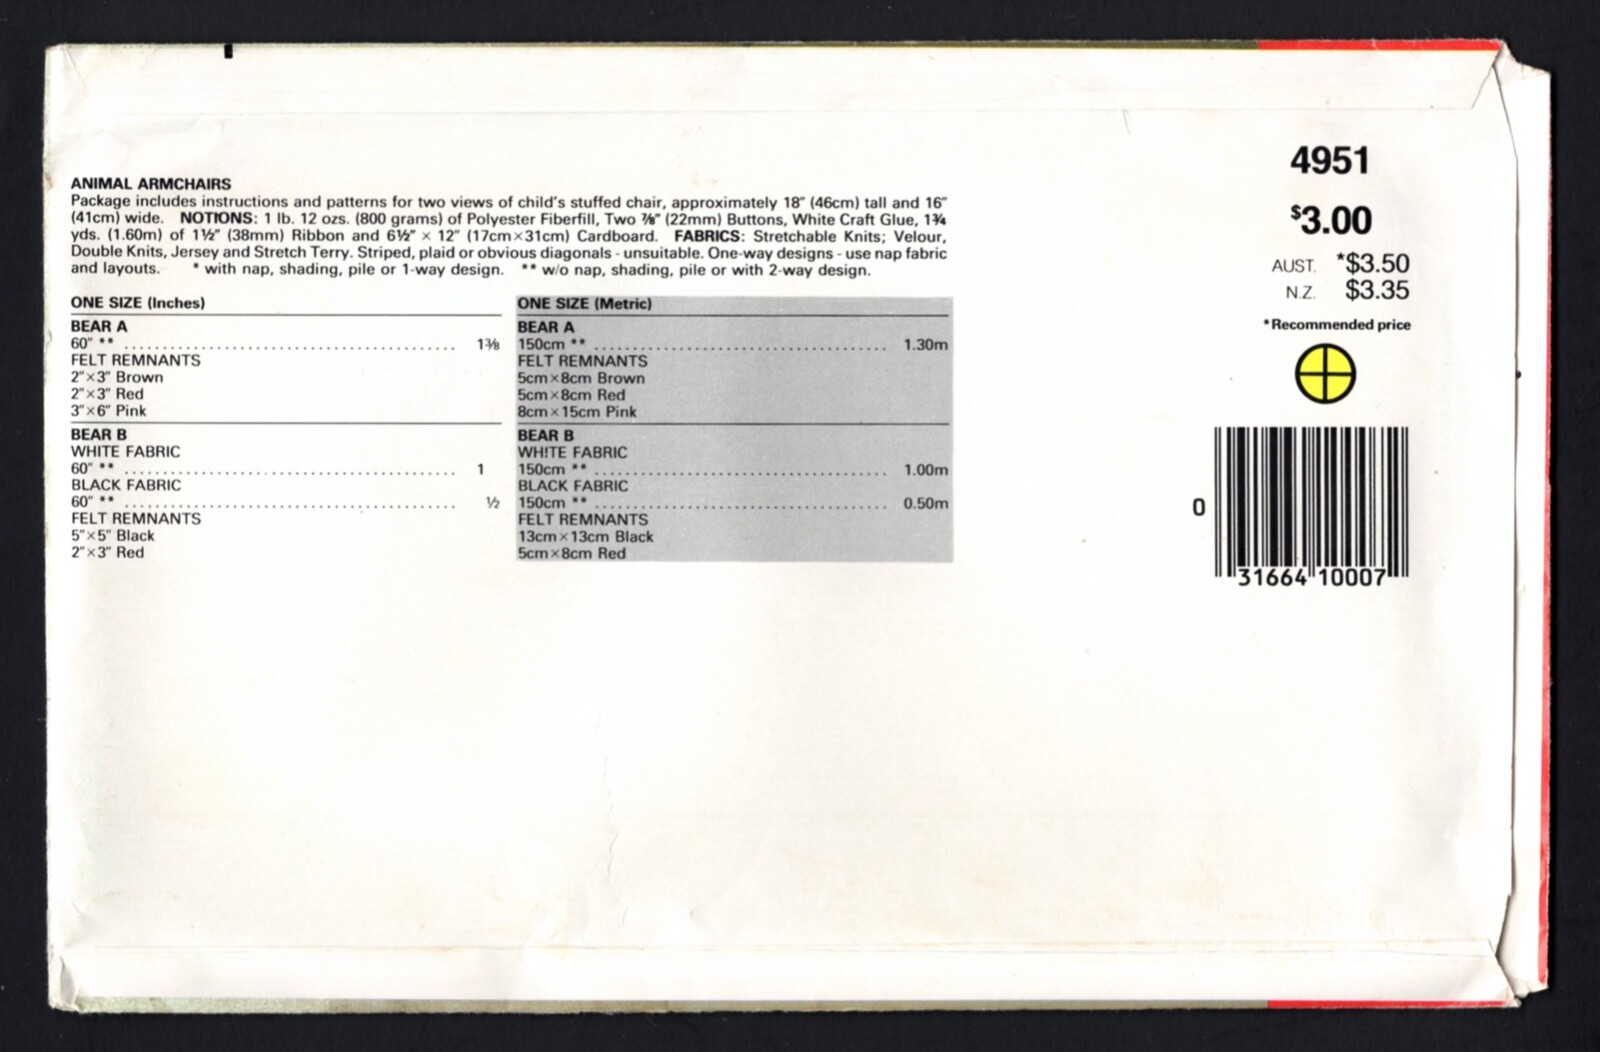 ANIMAL ARMCHAIRS
Package includes instructions and patterns for two views of child's stuffed chair, approximately 18" (46cm) tall and 16"
(41cm) wide. NOTIONS: 1 lb. 12 ozs. (800 grams) of Polyester Fiberfill, Two ⅞" (22mm) Buttons, White Craft Glue, 1¾
yds. (1.60m) of 1½" (38mm) Ribbon and 6½" × 12" (17cm×31cm) Cardboard. FABRICS: Stretchable Knits; Velour,
Double Knits, Jersey and Stretch Terry. Striped, plaid or obvious diagonals - unsuitable. One-way designs - use nap fabric
and layouts. * with nap, shading, pile or 1-way design. ** w/o nap, shading, pile or with 2-way design.
ONE SIZE (Inches)
BEAR A
60" ** 1⅜
FELT REMNANTS
2"×3" Brown
2"×3" Red
3"×6" Pink
BEAR B
WHITE FABRIC
60" ** 1
BLACK FABRIC
60" ** ½
FELT REMNANTS
5"×5" Black
2"×3" Red
ONE SIZE (Metric)
BEAR A
150cm ** 1.30m
FELT REMNANTS
5cm×8cm Brown
5cm×8cm Red
8cm×15cm Pink
BEAR B
WHITE FABRIC
150cm ** 1.00m
BLACK FABRIC
150cm ** 0.50m
FELT REMNANTS
13cm×13cm Black
5cm×8cm Red
4951
$3.00
AUST. *$3.50
N.Z. $3.35
*Recommended price
0 31664 10007